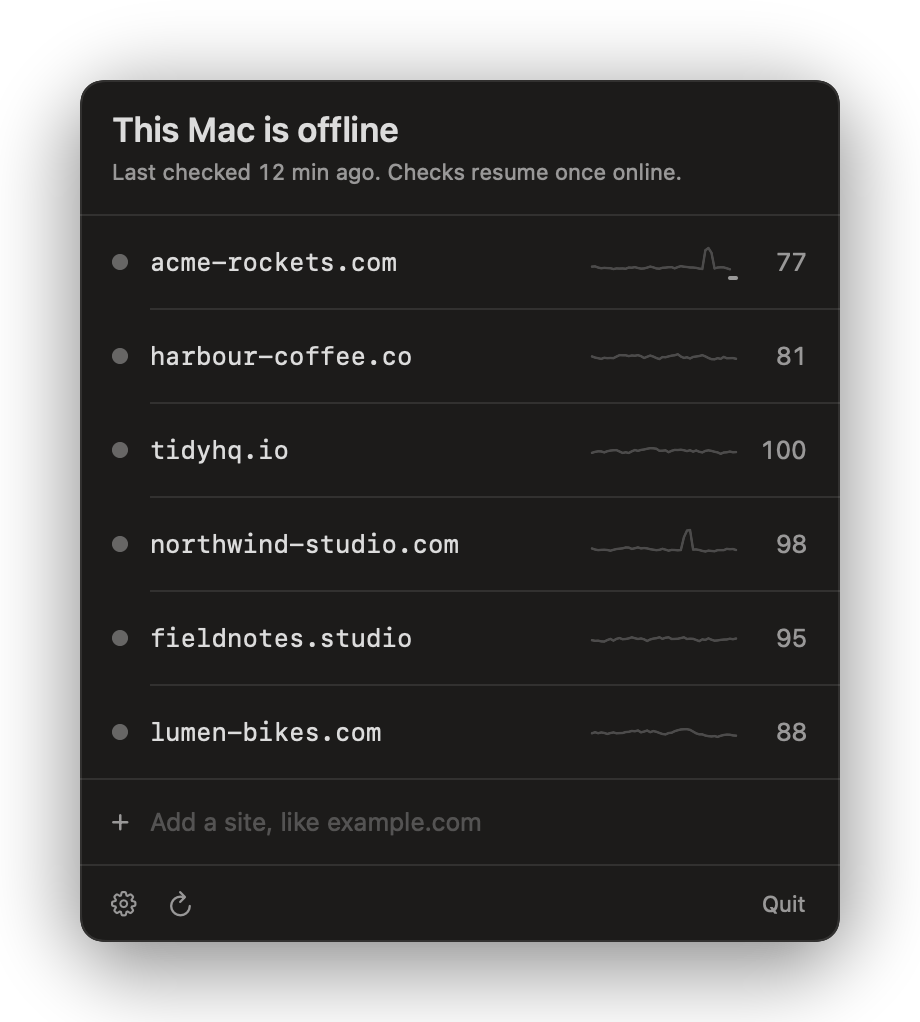 This Mac is offline
Last checked 12 min ago. Checks resume once online.
acme-rockets.com 77
harbour-coffee.co 81
tidyhq.io 100
northwind-studio.com 98
fieldnotes.studio 95
lumen-bikes.com 88
+ Add a site, like example.com
Quit